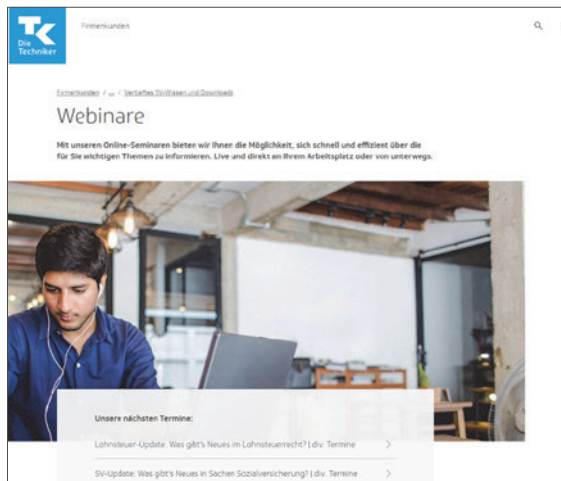 TK
Die
Techniker
Firmenkunden
Firmenkunden / ... / Vertieftes SV-Wissen und Downloads
Webinare
Mit unseren Online-Seminaren bieten wir Ihnen die Möglichkeit, sich schnell und effizient über die
für Sie wichtigen Themen zu informieren. Live und direkt an Ihrem Arbeitsplatz oder von unterwegs.
Unsere nächsten Termine:
Lohnsteuer-Update: Was gibt's Neues im Lohnsteuerrecht? | div. Termine
SV-Update: Was gibt's Neues in Sachen Sozialversicherung? | div. Termine